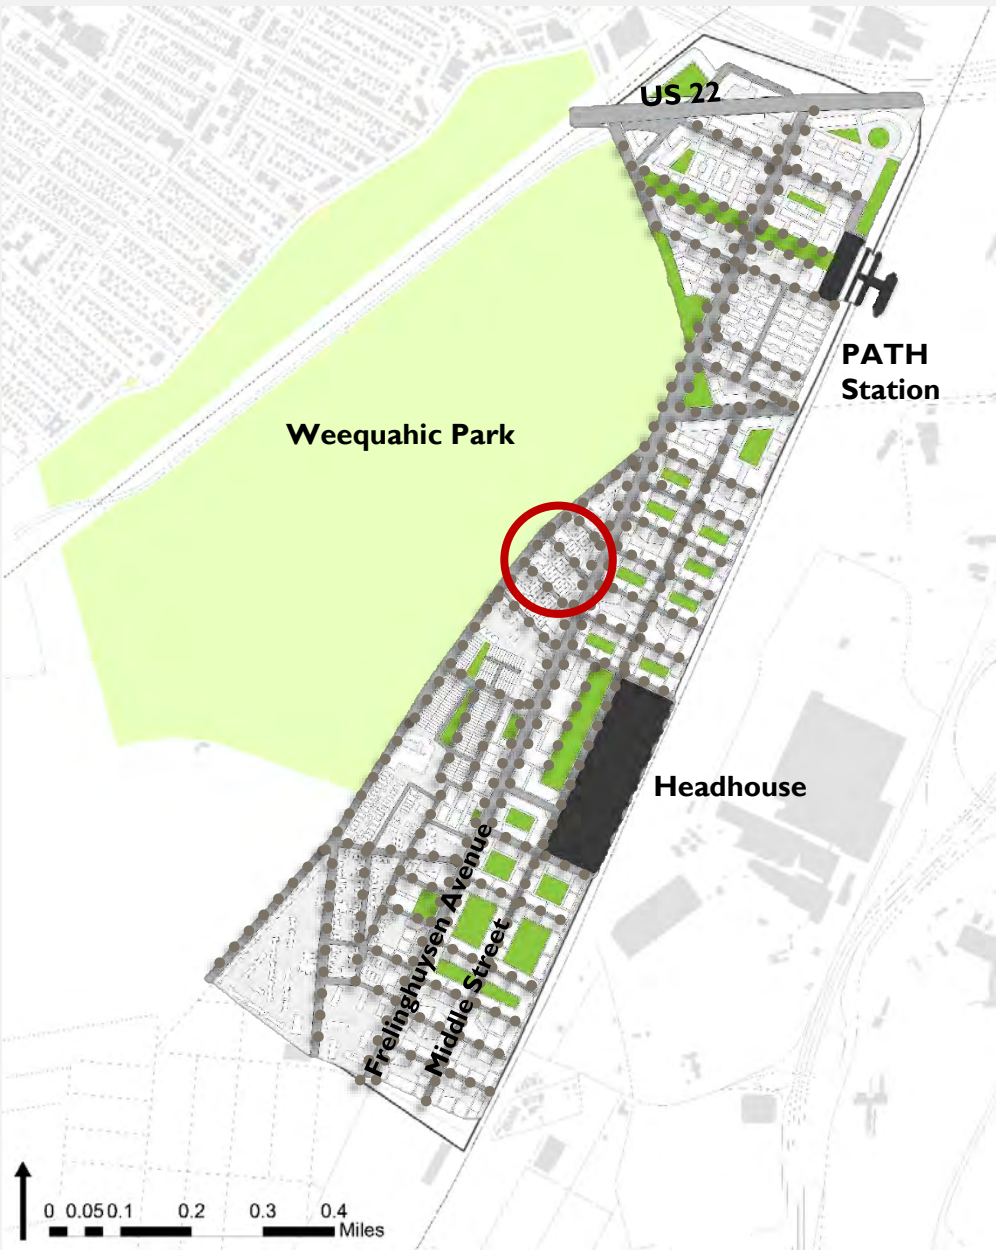 US 22
PATH
Station
Weequahic Park
Headhouse
Frelinghuysen Avenue
Middle Street
0 0.05 0.1 0.2 0.3 0.4
Miles